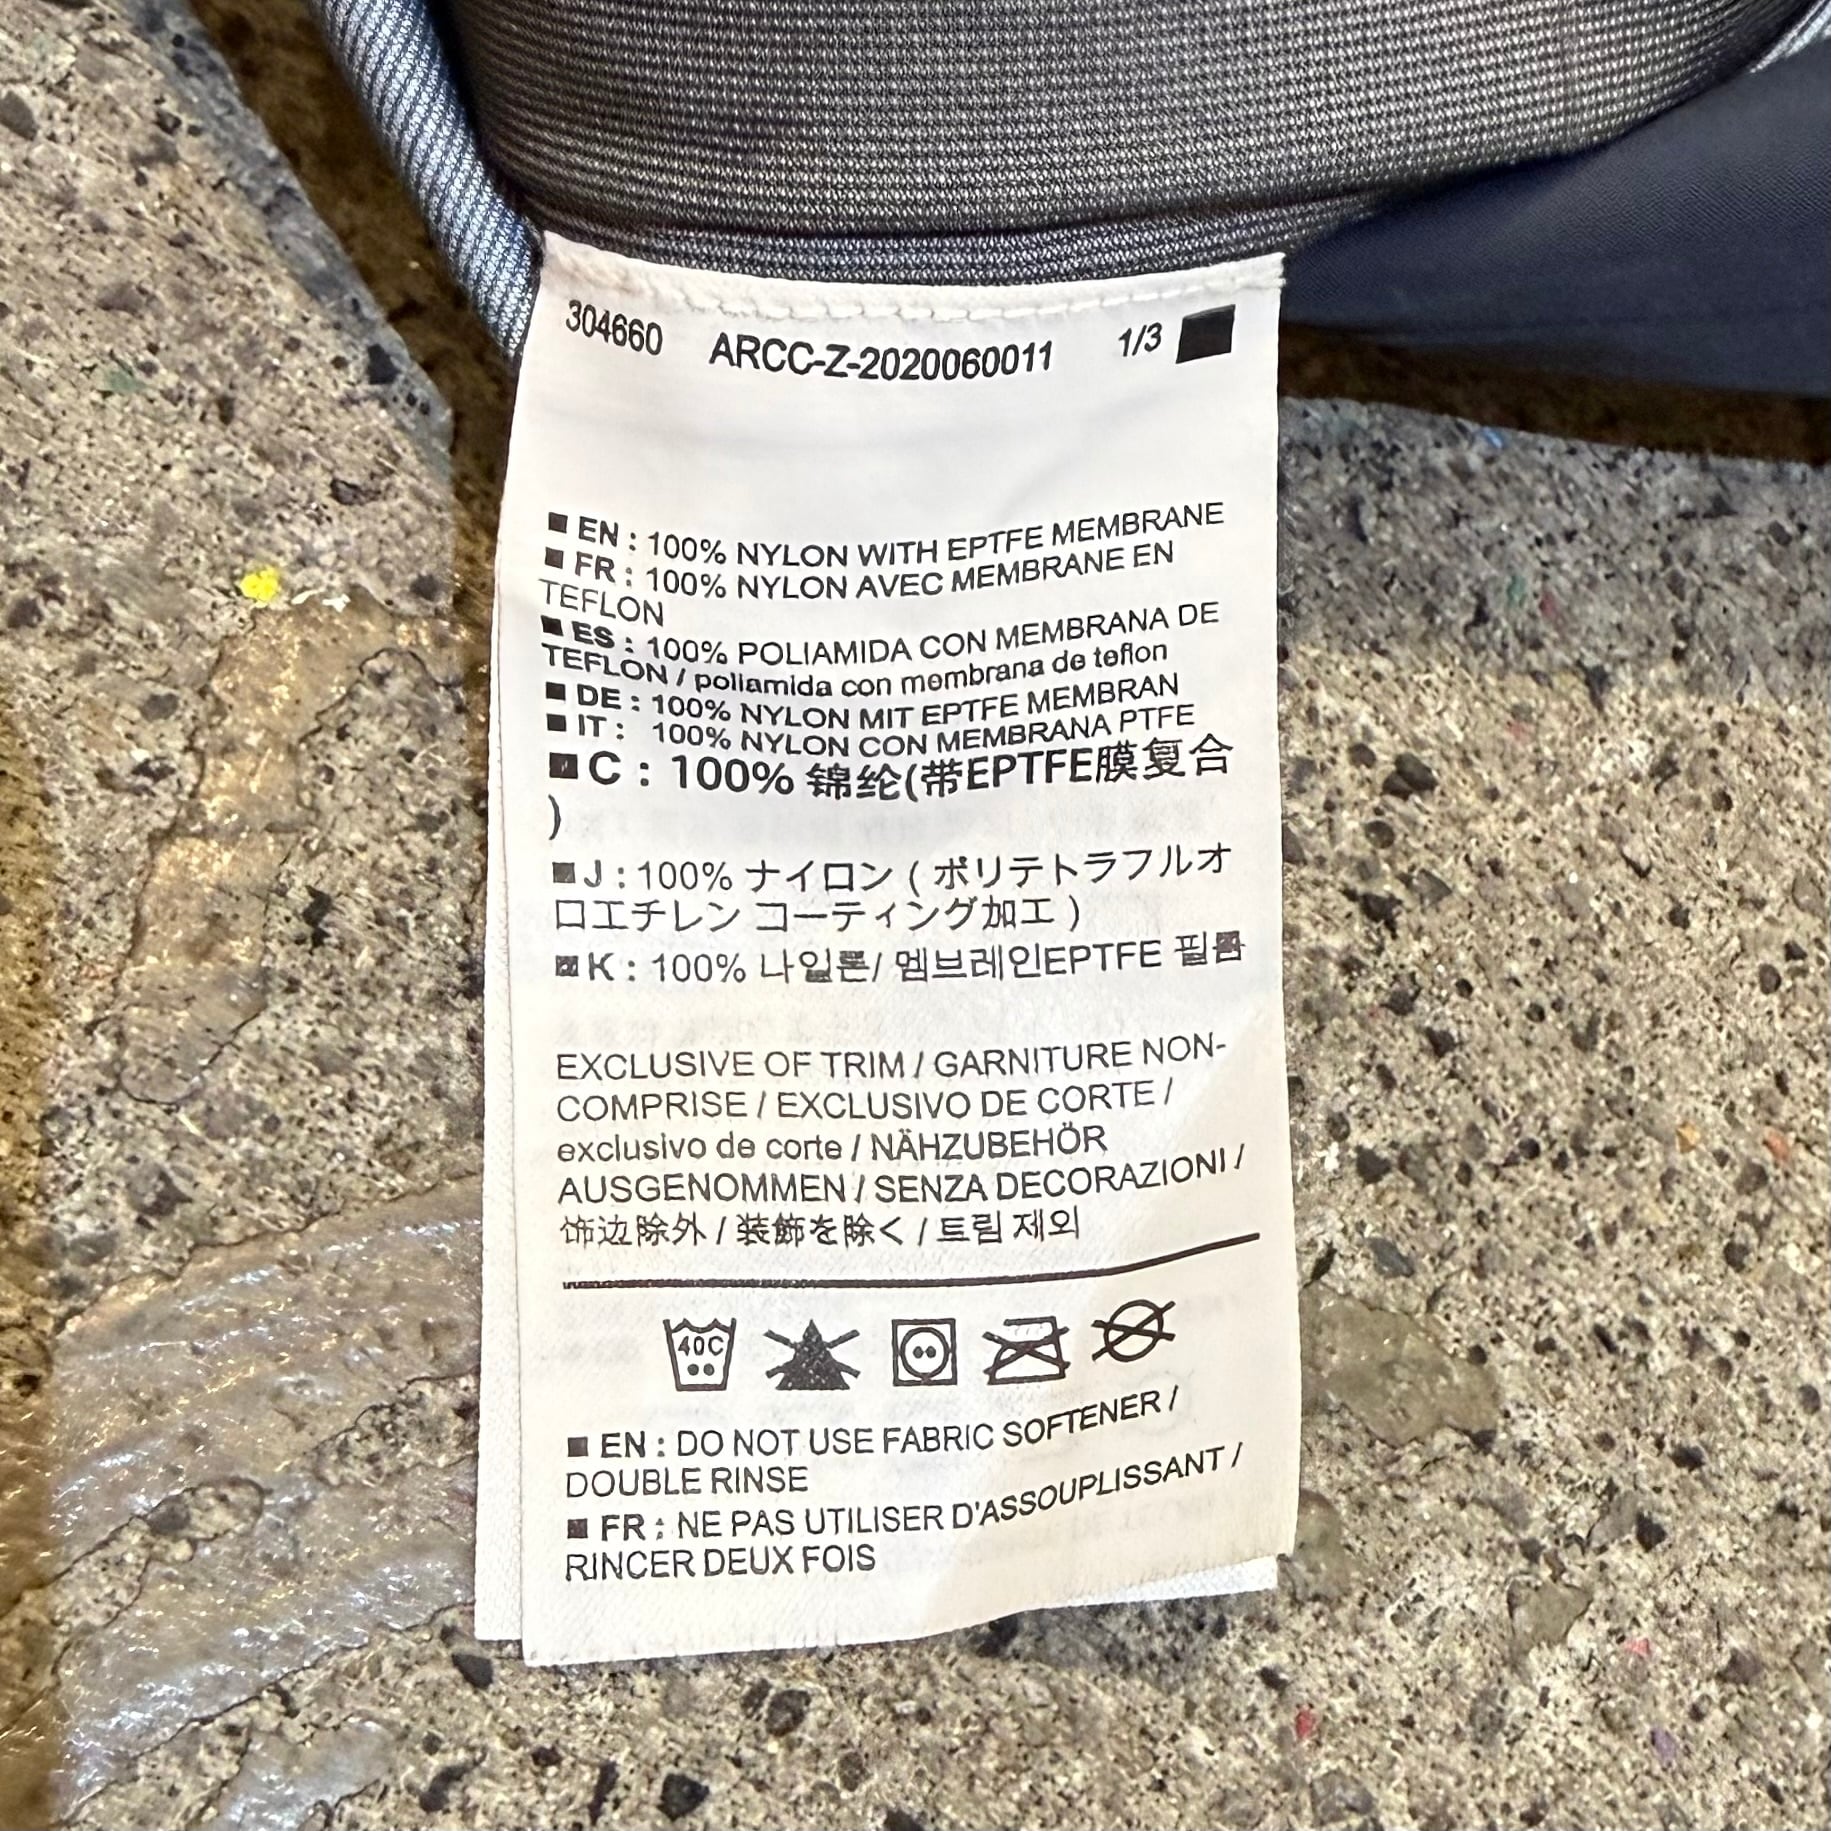 304660 ARCC-Z-2020060011 1/3
■ EN : 100% NYLON WITH EPTFE MEMBRANE
■ FR : 100% NYLON AVEC MEMBRANE EN
TEFLON
■ ES : 100% POLIAMIDA CON MEMBRANA DE
TEFLON / poliamida con membrana de teflon
■ DE : 100% NYLON MIT EPTFE MEMBRAN
■ IT : 100% NYLON CON MEMBRANA PTFE
■ C : 100% 锦纶(带EPTFE膜复合
)
■ J : 100% ナイロン ( ポリテトラフルオ
ロエチレン コーティング加工 )
■ K : 100% 나일론/ 멤브레인EPTFE 필름
EXCLUSIVE OF TRIM / GARNITURE NON-
COMPRISE / EXCLUSIVO DE CORTE /
exclusivo de corte / NÄHZUBEHÖR
AUSGENOMMEN / SENZA DECORAZIONI /
饰边除外 / 装飾を除く / 트림 제외
40C
■ EN : DO NOT USE FABRIC SOFTENER /
DOUBLE RINSE
■ FR : NE PAS UTILISER D'ASSOUPLISSANT /
RINCER DEUX FOIS